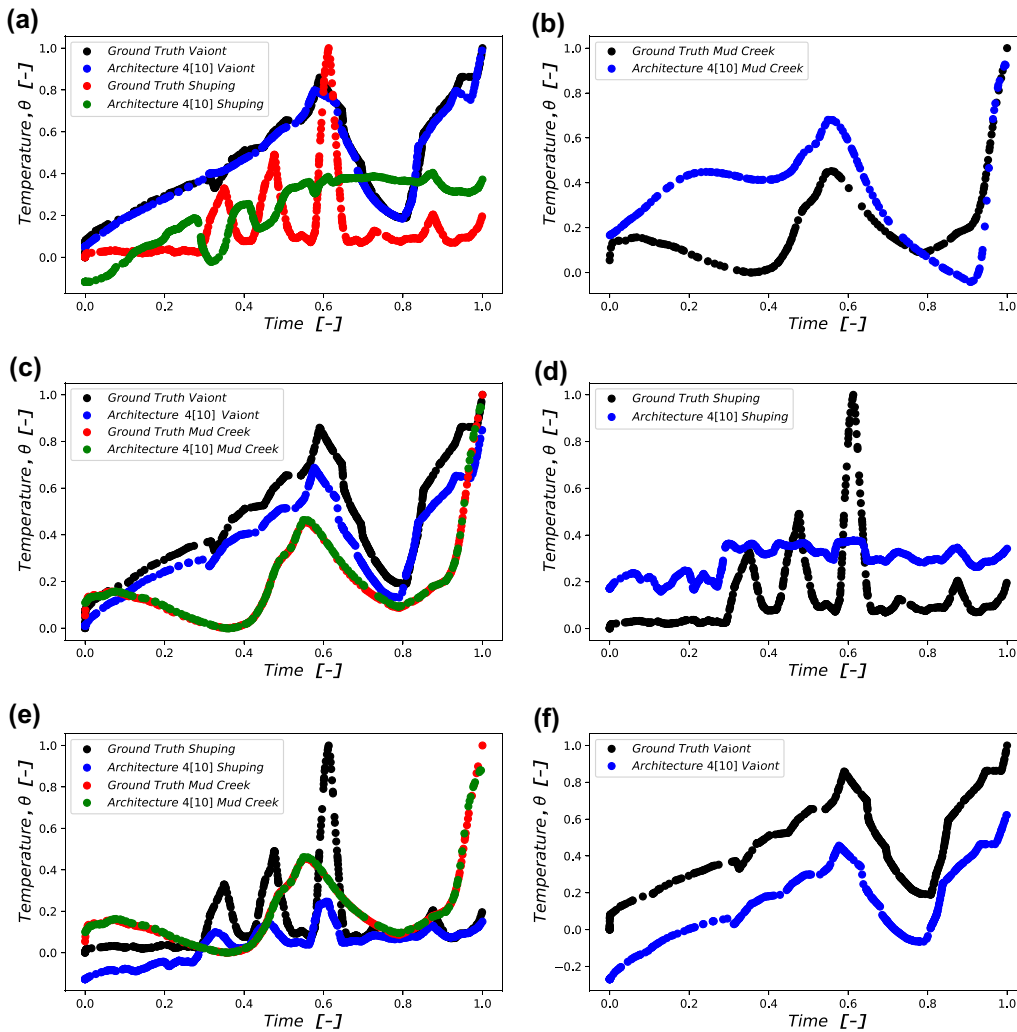 (a)
Ground Truth Vaiont
Architecture 4[10] Vaiont
Ground Truth Shuping
Architecture 4[10] Shuping
Temperature, θ [-]
1.0
0.8
0.6
0.4
0.2
0.0
0.0 0.2 0.4 0.6 0.8 1.0
Time [-]
(b)
Ground Truth Mud Creek
Architecture 4[10] Mud Creek
Temperature, θ [-]
1.0
0.8
0.6
0.4
0.2
0.0
0.0 0.2 0.4 0.6 0.8 1.0
Time [-]
(c)
Ground Truth Vaiont
Architecture 4[10] Vaiont
Ground Truth Mud Creek
Architecture 4[10] Mud Creek
Temperature, θ [-]
1.0
0.8
0.6
0.4
0.2
0.0
0.0 0.2 0.4 0.6 0.8 1.0
Time [-]
(d)
Ground Truth Shuping
Architecture 4[10] Shuping
Temperature, θ [-]
1.0
0.8
0.6
0.4
0.2
0.0
0.0 0.2 0.4 0.6 0.8 1.0
Time [-]
(e)
Ground Truth Shuping
Architecture 4[10] Shuping
Ground Truth Mud Creek
Architecture 4[10] Mud Creek
Temperature, θ [-]
1.0
0.8
0.6
0.4
0.2
0.0
0.0 0.2 0.4 0.6 0.8 1.0
Time [-]
(f)
Ground Truth Vaiont
Architecture 4[10] Vaiont
Temperature, θ [-]
1.0
0.8
0.6
0.4
0.2
0.0
−0.2
0.0 0.2 0.4 0.6 0.8 1.0
Time [-]